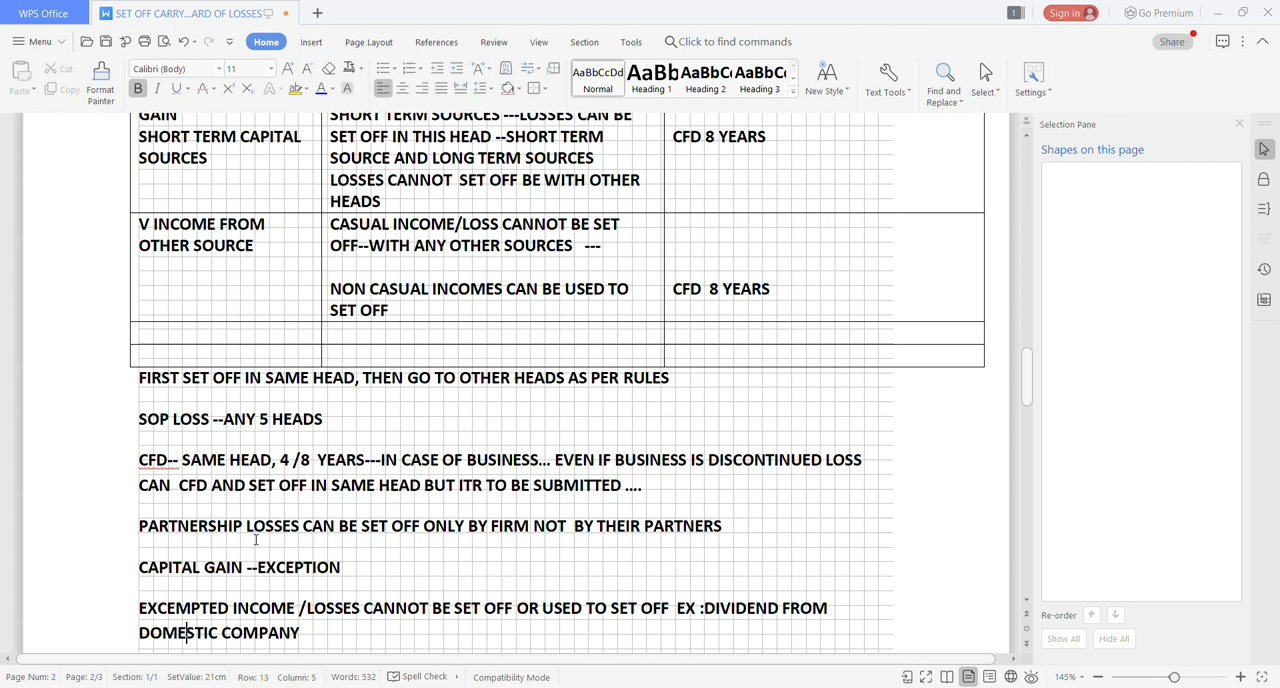 WPS Office
SET OFF CARRY...ARD OF LOSSES
1
Sign in
Go Premium
Menu
Home
Insert
Page Layout
References
Review
View
Section
Tools
Click to find commands
Share
Paste
Cut
Copy
Format Painter
Calibri (Body)
11
AaBbCcDd
Normal
AaBb
Heading 1
AaBbC
Heading 2
AaBbC
Heading 3
New Style
Text Tools
Find and Replace
Select
Settings
GAIN
SHORT TERM CAPITAL
SOURCES
SHORT TERM SOURCES ---LOSSES CAN BE
SET OFF IN THIS HEAD --SHORT TERM
SOURCE AND LONG TERM SOURCES
LOSSES CANNOT SET OFF BE WITH OTHER
HEADS
CFD 8 YEARS
V INCOME FROM
OTHER SOURCE
CASUAL INCOME/LOSS CANNOT BE SET
OFF--WITH ANY OTHER SOURCES ---
NON CASUAL INCOMES CAN BE USED TO
SET OFF
CFD 8 YEARS
FIRST SET OFF IN SAME HEAD, THEN GO TO OTHER HEADS AS PER RULES
SOP LOSS --ANY 5 HEADS
CFD-- SAME HEAD, 4 /8 YEARS---IN CASE OF BUSINESS... EVEN IF BUSINESS IS DISCONTINUED LOSS
CAN CFD AND SET OFF IN SAME HEAD BUT ITR TO BE SUBMITTED ....
PARTNERSHIP LOSSES CAN BE SET OFF ONLY BY FIRM NOT BY THEIR PARTNERS
CAPITAL GAIN --EXCEPTION
EXCEMPTED INCOME /LOSSES CANNOT BE SET OFF OR USED TO SET OFF EX :DIVIDEND FROM
DOMESTIC COMPANY
Selection Pane
Shapes on this page
Re-order
Show All
Hide All
Page Num: 2
Page: 2/3
Section: 1/1
SetValue: 21cm
Row: 13
Column: 5
Words: 532
Spell Check
Compatibility Mode
145%